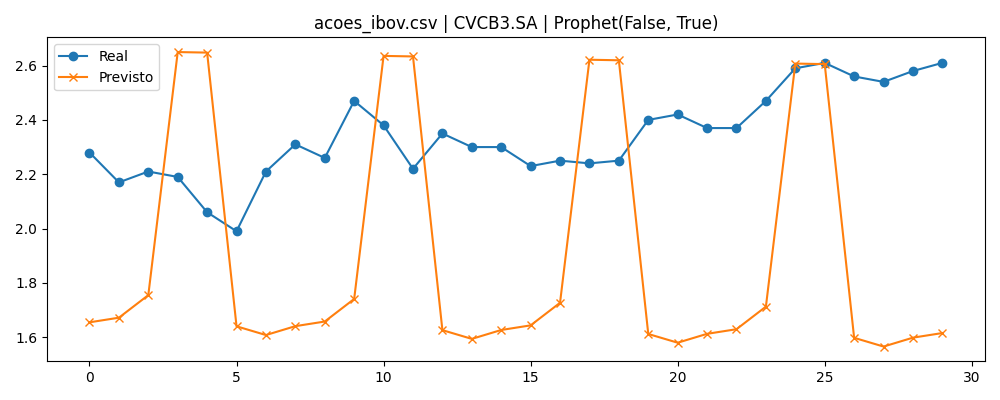 acoes_ibov.csv | CVCB3.SA | Prophet(False, True)
Real
Previsto
2.6
2.4
2.2
2.0
1.8
1.6
0 5 10 15 20 25 30